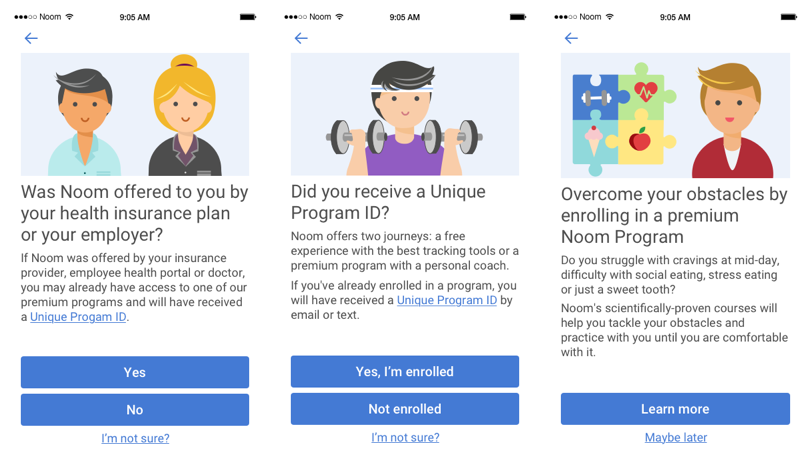 Noom 9:05 AM
Was Noom offered to you by
your health insurance plan
or your employer?
If Noom was offered by your insurance
provider, employee health portal or doctor,
you may already have access to one of our
premium programs and will have received
a Unique Progam ID.
Yes
No
I'm not sure?
Noom 9:05 AM
Did you receive a Unique
Program ID?
Noom offers two journeys: a free
experience with the best tracking tools or a
premium program with a personal coach.
If you've already enrolled in a program, you
will have received a Unique Program ID by
email or text.
Yes, I'm enrolled
Not enrolled
I'm not sure?
Noom 9:05 AM
Overcome your obstacles by
enrolling in a premium
Noom Program
Do you struggle with cravings at mid-day,
difficulty with social eating, stress eating
or just a sweet tooth?
Noom's scientifically-proven courses will
help you tackle your obstacles and
practice with you until you are comfortable
with it.
Learn more
Maybe later